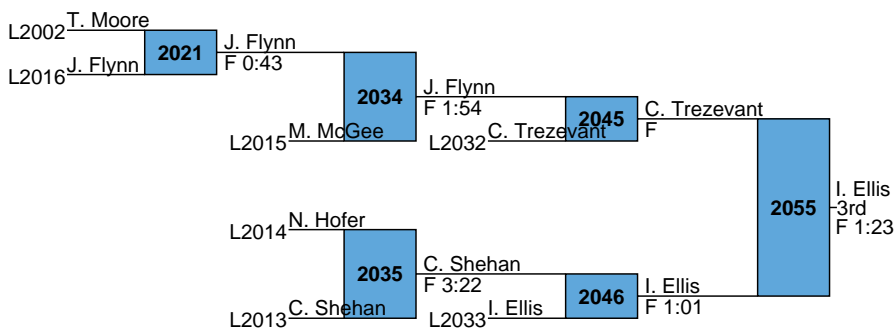 T. Moore
L2002
2021
J. Flynn
F 0:43
L2016
J. Flynn
2034
J. Flynn
F 1:54
L2015
M. McGee
L2032
C. Trezevant
2045
C. Trezevant
F
2055
I. Ellis
3rd
F 1:23
N. Hofer
L2014
2035
C. Shehan
F 3:22
L2013
C. Shehan
L2033
I. Ellis
2046
I. Ellis
F 1:01